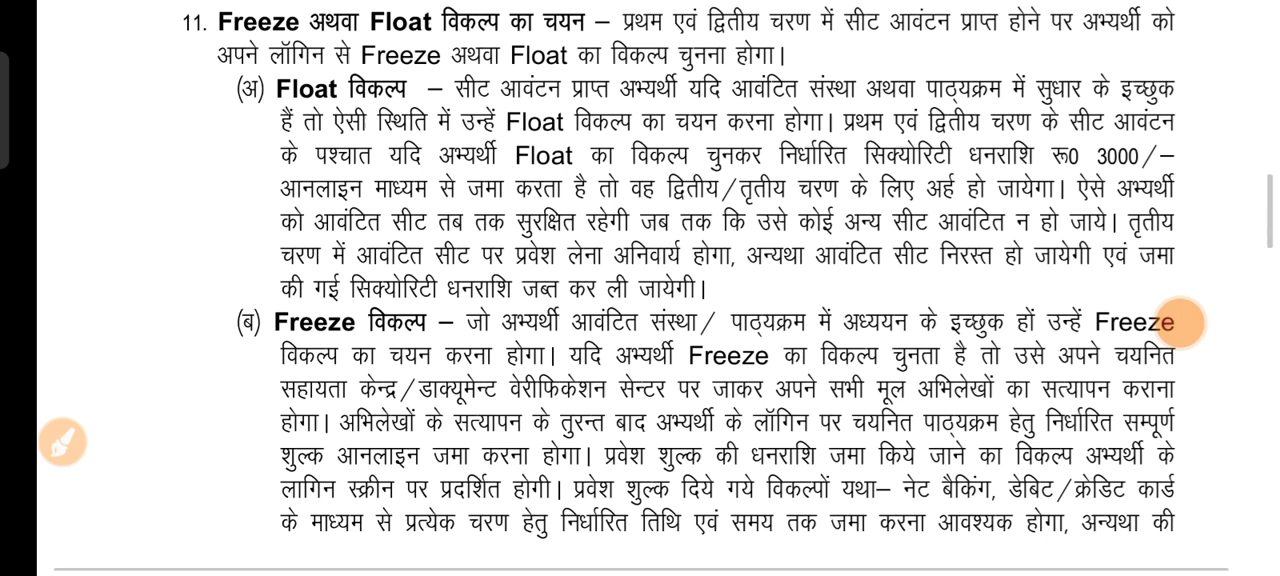 11. Freeze अथवा Float विकल्प का चयन – प्रथम एवं द्वितीय चरण में सीट आवंटन प्राप्त होने पर अभ्यर्थी को
अपने लॉगिन से Freeze अथवा Float का विकल्प चुनना होगा।
(अ) Float विकल्प – सीट आवंटन प्राप्त अभ्यर्थी यदि आवंटित संस्था अथवा पाठ्यक्रम में सुधार के इच्छुक
हैं तो ऐसी स्थिति में उन्हें Float विकल्प का चयन करना होगा। प्रथम एवं द्वितीय चरण के सीट आवंटन
के पश्चात यदि अभ्यर्थी Float का विकल्प चुनकर निर्धारित सिक्योरिटी धनराशि रू0 3000/–
आनलाइन माध्यम से जमा करता है तो वह द्वितीय/तृतीय चरण के लिए अर्ह हो जायेगा। ऐसे अभ्यर्थी
को आवंटित सीट तब तक सुरक्षित रहेगी जब तक कि उसे कोई अन्य सीट आवंटित न हो जाये। तृतीय
चरण में आवंटित सीट पर प्रवेश लेना अनिवार्य होगा, अन्यथा आवंटित सीट निरस्त हो जायेगी एवं जमा
की गई सिक्योरिटी धनराशि जब्त कर ली जायेगी।
(ब) Freeze विकल्प – जो अभ्यर्थी आवंटित संस्था/ पाठ्यक्रम में अध्ययन के इच्छुक हों उन्हें Freeze
विकल्प का चयन करना होगा। यदि अभ्यर्थी Freeze का विकल्प चुनता है तो उसे अपने चयनित
सहायता केन्द्र/डाक्यूमेन्ट वेरीफिकेशन सेन्टर पर जाकर अपने सभी मूल अभिलेखों का सत्यापन कराना
होगा। अभिलेखों के सत्यापन के तुरन्त बाद अभ्यर्थी के लॉगिन पर चयनित पाठ्यक्रम हेतु निर्धारित सम्पूर्ण
शुल्क आनलाइन जमा करना होगा। प्रवेश शुल्क की धनराशि जमा किये जाने का विकल्प अभ्यर्थी के
लागिन स्क्रीन पर प्रदर्शित होगी। प्रवेश शुल्क दिये गये विकल्पों यथा– नेट बैकिंग, डेबिट/क्रेडिट कार्ड
के माध्यम से प्रत्येक चरण हेतु निर्धारित तिथि एवं समय तक जमा करना आवश्यक होगा, अन्यथा की